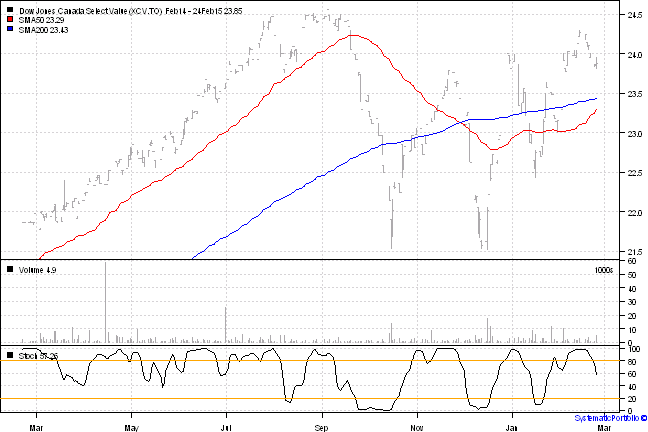 Dow Jones Canada Select Value (XCV.TO) Feb14 - 24Feb15 23.85
SMA50 23.29
SMA200 23.43
24.5
24.0
23.5
23.0
22.5
22.0
21.5
Volume 4.9
1000s
60
50
40
30
20
10
0
Stoch 57.26
100
80
60
40
20
0
Mar May Jul Sep Nov Jan Mar
SystematicPortfolio ©